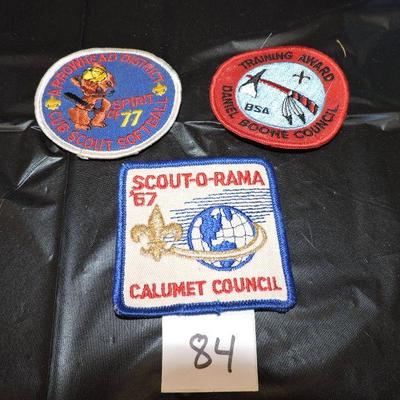 ARROWHEAD DISTRICT
SPIRIT
'77
CUB SCOUT SOFTBALL
TRAINING AWARD
BSA
DANIEL BOONE COUNCIL
SCOUT-O-RAMA
'67
CALUMET COUNCIL
84